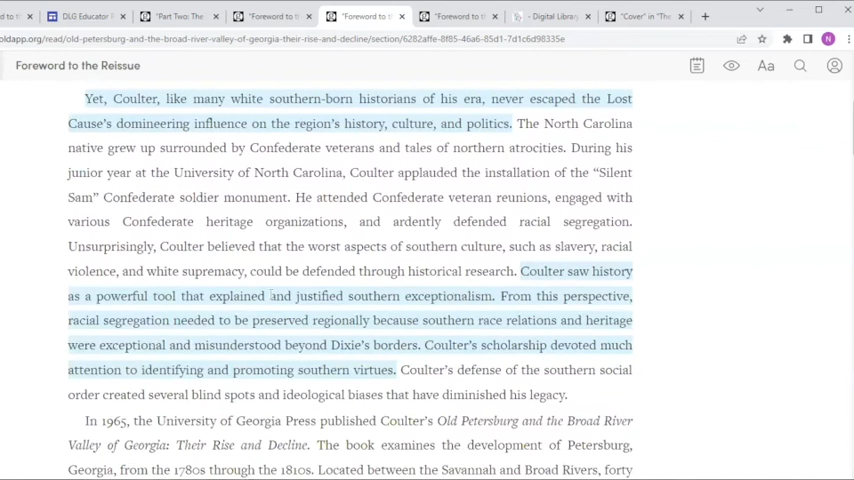 DLG Educator R
"Part Two: The
"Foreword to th
"Foreword to th
"Foreword to th
- Digital Library
"Cover" in "The
N
oldapp.org/read/old-petersburg-and-the-broad-river-valley-of-georgia-their-rise-and-decline/section/6282affe-8f85-46a6-85d1-7d1c6d98335e
Foreword to the Reissue
Aa
Yet, Coulter, like many white southern-born historians of his era, never escaped the Lost
Cause's domineering influence on the region's history, culture, and politics. The North Carolina
native grew up surrounded by Confederate veterans and tales of northern atrocities. During his
junior year at the University of North Carolina, Coulter applauded the installation of the "Silent
Sam" Confederate soldier monument. He attended Confederate veteran reunions, engaged with
various Confederate heritage organizations, and ardently defended racial segregation.
Unsurprisingly, Coulter believed that the worst aspects of southern culture, such as slavery, racial
violence, and white supremacy, could be defended through historical research. Coulter saw history
as a powerful tool that explained and justified southern exceptionalism. From this perspective,
racial segregation needed to be preserved regionally because southern race relations and heritage
were exceptional and misunderstood beyond Dixie's borders. Coulter's scholarship devoted much
attention to identifying and promoting southern virtues. Coulter's defense of the southern social
order created several blind spots and ideological biases that have diminished his legacy.
In 1965, the University of Georgia Press published Coulter's Old Petersburg and the Broad River
Valley of Georgia: Their Rise and Decline. The book examines the development of Petersburg,
Georgia, from the 1780s through the 1810s. Located between the Savannah and Broad Rivers, forty